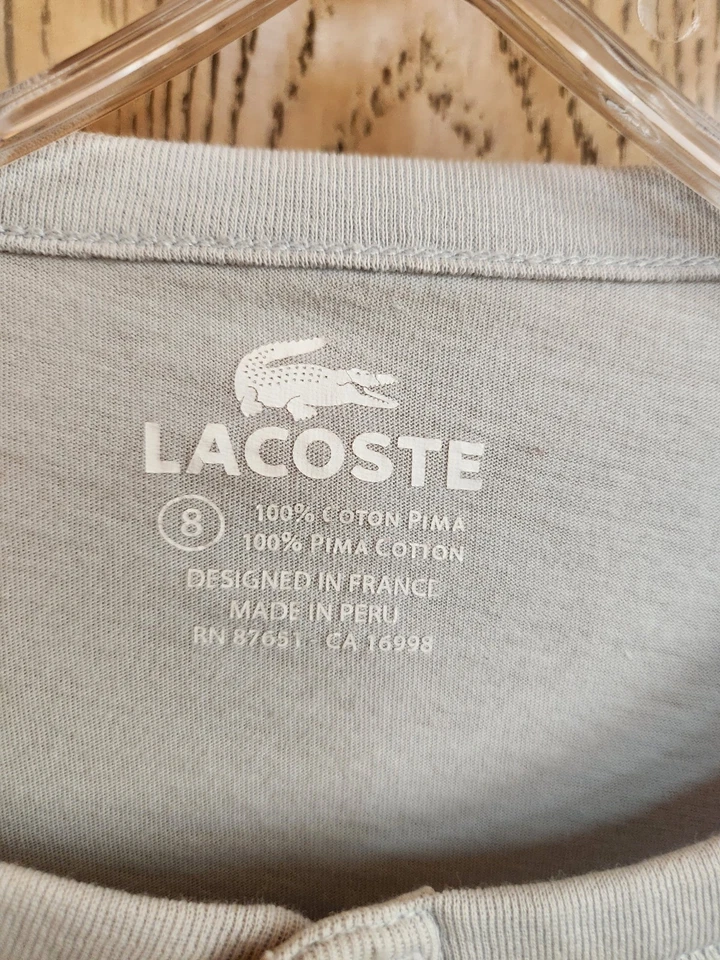 LACOSTE
8
100% COTON PIMA
100% PIMA COTTON
DESIGNED IN FRANCE
MADE IN PERU
RN 87651 CA 16998